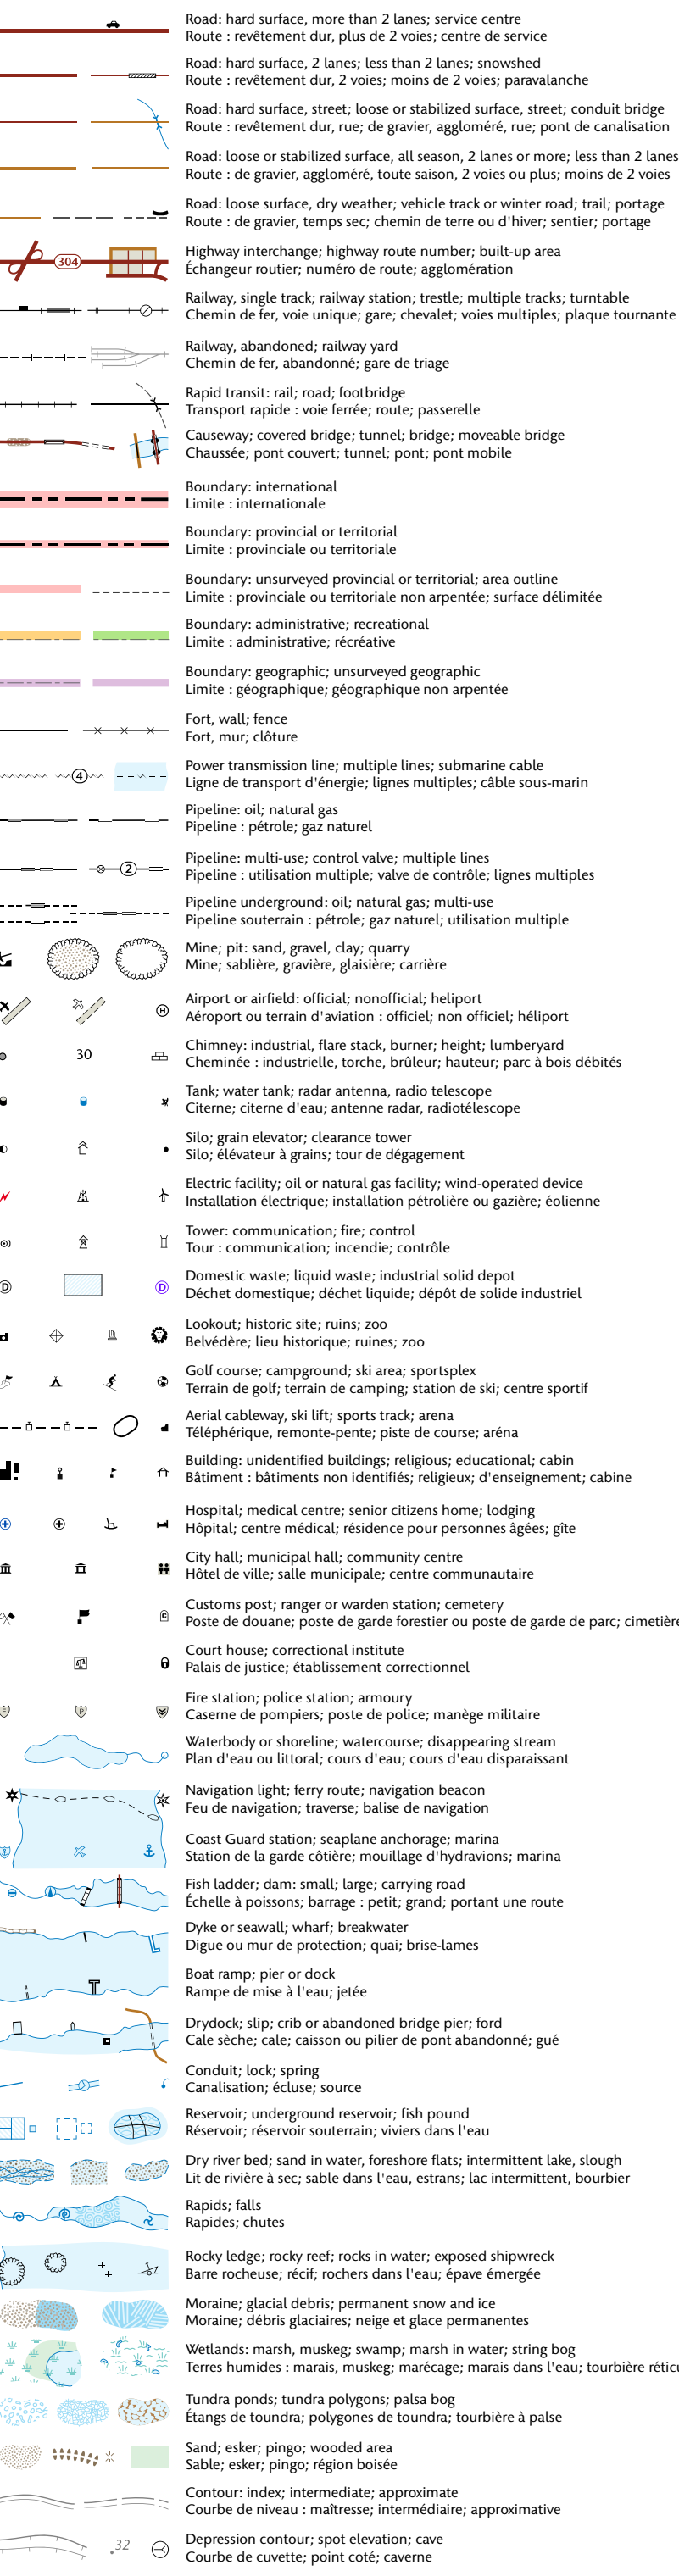 Road: hard surface, more than 2 lanes; service centre
Route : revêtement dur, plus de 2 voies; centre de service
Road: hard surface, 2 lanes; less than 2 lanes; snowshed
Route : revêtement dur, 2 voies; moins de 2 voies; paravalanche
Road: hard surface, street; loose or stabilized surface, street; conduit bridge
Route : revêtement dur, rue; de gravier, aggloméré, rue; pont de canalisation
Road: loose or stabilized surface, all season, 2 lanes or more; less than 2 lanes
Route : de gravier, aggloméré, toute saison, 2 voies ou plus; moins de 2 voies
Road: loose surface, dry weather; vehicle track or winter road; trail; portage
Route : de gravier, temps sec; chemin de terre ou d'hiver; sentier; portage
304
Highway interchange; highway route number; built-up area
Échangeur routier; numéro de route; agglomération
Railway, single track; railway station; trestle; multiple tracks; turntable
Chemin de fer, voie unique; gare; chevalet; voies multiples; plaque tournante
Railway, abandoned; railway yard
Chemin de fer, abandonné; gare de triage
Rapid transit: rail; road; footbridge
Transport rapide : voie ferrée; route; passerelle
Causeway; covered bridge; tunnel; bridge; moveable bridge
Chaussée; pont couvert; tunnel; pont; pont mobile
Boundary: international
Limite : internationale
Boundary: provincial or territorial
Limite : provinciale ou territoriale
Boundary: unsurveyed provincial or territorial; area outline
Limite : provinciale ou territoriale non arpentée; surface délimitée
Boundary: administrative; recreational
Limite : administrative; récréative
Boundary: geographic; unsurveyed geographic
Limite : géographique; géographique non arpentée
Fort, wall; fence
Fort, mur; clôture
4
Power transmission line; multiple lines; submarine cable
Ligne de transport d'énergie; lignes multiples; câble sous-marin
Pipeline: oil; natural gas
Pipeline : pétrole; gaz naturel
2
Pipeline: multi-use; control valve; multiple lines
Pipeline : utilisation multiple; valve de contrôle; lignes multiples
Pipeline underground: oil; natural gas; multi-use
Pipeline souterrain : pétrole; gaz naturel; utilisation multiple
Mine; pit: sand, gravel, clay; quarry
Mine; sablière, gravière, glaisière; carrière
H
Airport or airfield: official; nonofficial; heliport
Aéroport ou terrain d'aviation : officiel; non officiel; héliport
30
Chimney: industrial, flare stack, burner; height; lumberyard
Cheminée : industrielle, torche, brûleur; hauteur; parc à bois débités
Tank; water tank; radar antenna, radio telescope
Citerne; citerne d'eau; antenne radar, radiotélescope
Silo; grain elevator; clearance tower
Silo; élévateur à grains; tour de dégagement
Electric facility; oil or natural gas facility; wind-operated device
Installation électrique; installation pétrolière ou gazière; éolienne
Tower: communication; fire; control
Tour : communication; incendie; contrôle
D D
Domestic waste; liquid waste; industrial solid depot
Déchet domestique; déchet liquide; dépôt de solide industriel
Lookout; historic site; ruins; zoo
Belvédère; lieu historique; ruines; zoo
Golf course; campground; ski area; sportsplex
Terrain de golf; terrain de camping; station de ski; centre sportif
Aerial cableway, ski lift; sports track; arena
Téléphérique, remonte-pente; piste de course; aréna
Building: unidentified buildings; religious; educational; cabin
Bâtiment : bâtiments non identifiés; religieux; d'enseignement; cabine
Hospital; medical centre; senior citizens home; lodging
Hôpital; centre médical; résidence pour personnes âgées; gîte
City hall; municipal hall; community centre
Hôtel de ville; salle municipale; centre communautaire
C
Customs post; ranger or warden station; cemetery
Poste de douane; poste de garde forestier ou poste de garde de parc; cimetière
Court house; correctional institute
Palais de justice; établissement correctionnel
F P
Fire station; police station; armoury
Caserne de pompiers; poste de police; manège militaire
Waterbody or shoreline; watercourse; disappearing stream
Plan d'eau ou littoral; cours d'eau; cours d'eau disparaissant
Navigation light; ferry route; navigation beacon
Feu de navigation; traverse; balise de navigation
Coast Guard station; seaplane anchorage; marina
Station de la garde côtière; mouillage d'hydravions; marina
Fish ladder; dam: small; large; carrying road
Échelle à poissons; barrage : petit; grand; portant une route
Dyke or seawall; wharf; breakwater
Digue ou mur de protection; quai; brise-lames
Boat ramp; pier or dock
Rampe de mise à l'eau; jetée
Drydock; slip; crib or abandoned bridge pier; ford
Cale sèche; cale; caisson ou pilier de pont abandonné; gué
Conduit; lock; spring
Canalisation; écluse; source
Reservoir; underground reservoir; fish pound
Réservoir; réservoir souterrain; viviers dans l'eau
Dry river bed; sand in water, foreshore flats; intermittent lake, slough
Lit de rivière à sec; sable dans l'eau, estrans; lac intermittent, bourbier
Rapids; falls
Rapides; chutes
Rocky ledge; rocky reef; rocks in water; exposed shipwreck
Barre rocheuse; récif; rochers dans l'eau; épave émergée
Moraine; glacial debris; permanent snow and ice
Moraine; débris glaciaires; neige et glace permanentes
Wetlands: marsh, muskeg; swamp; marsh in water; string bog
Terres humides : marais, muskeg; marécage; marais dans l'eau; tourbière réticu
Tundra ponds; tundra polygons; palsa bog
Étangs de toundra; polygones de toundra; tourbière à palse
Sand; esker; pingo; wooded area
Sable; esker; pingo; région boisée
Contour: index; intermediate; approximate
Courbe de niveau : maîtresse; intermédiaire; approximative
.32
Depression contour; spot elevation; cave
Courbe de cuvette; point coté; caverne